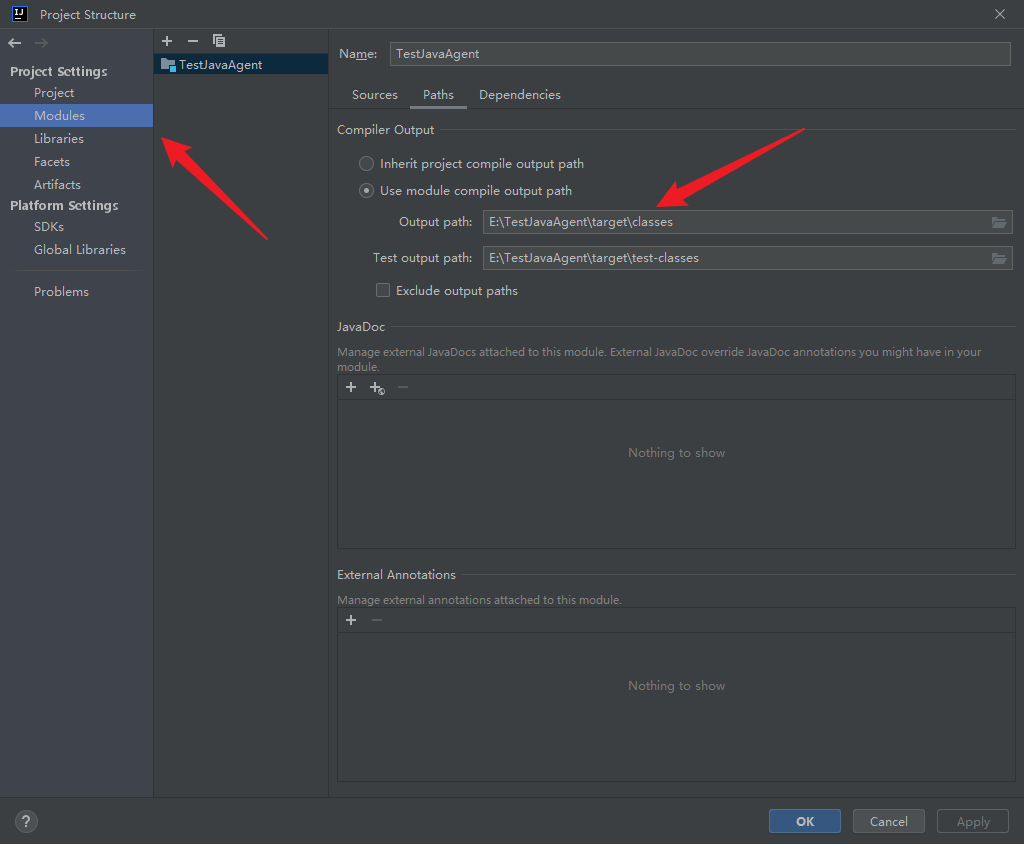 IJ
Project Structure
Project Settings
Project
Modules
Libraries
Facets
Artifacts
Platform Settings
SDKs
Global Libraries
Problems
TestJavaAgent
Name: TestJavaAgent
Sources Paths Dependencies
Compiler Output
Inherit project compile output path
Use module compile output path
Output path: E:\TestJavaAgent\target\classes
Test output path: E:\TestJavaAgent\target\test-classes
Exclude output paths
JavaDoc
Manage external JavaDocs attached to this module. External JavaDoc override JavaDoc annotations you might have in your
module.
Nothing to show
External Annotations
Manage external annotations attached to this module.
Nothing to show
?
OK Cancel Apply